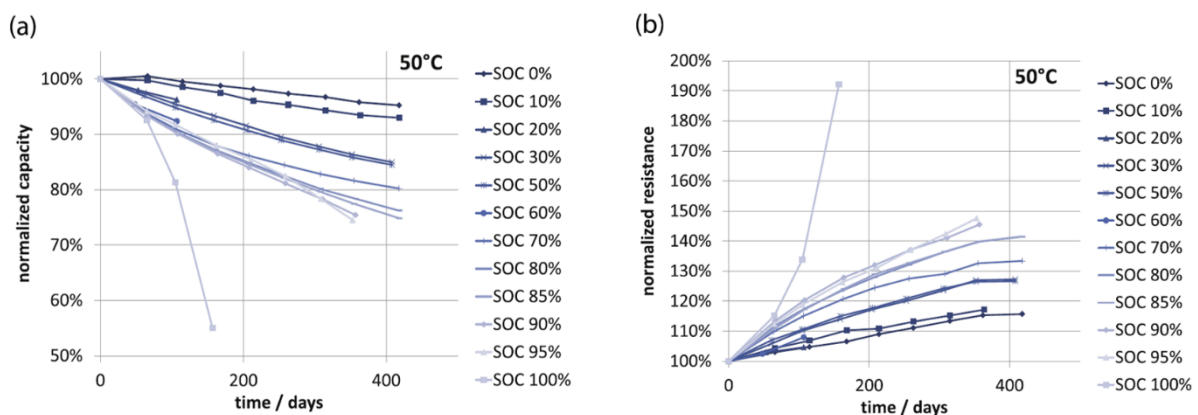 (a)
50°C
100%
90%
80%
70%
60%
50%
normalized capacity
0
200
400
time / days
SOC 0%
SOC 10%
SOC 20%
SOC 30%
SOC 50%
SOC 60%
SOC 70%
SOC 80%
SOC 85%
SOC 90%
SOC 95%
SOC 100%
(b)
50°C
200%
190%
180%
170%
160%
150%
140%
130%
120%
110%
100%
normalized resistance
0
200
400
time / days
SOC 0%
SOC 10%
SOC 20%
SOC 30%
SOC 50%
SOC 60%
SOC 70%
SOC 80%
SOC 85%
SOC 90%
SOC 95%
SOC 100%